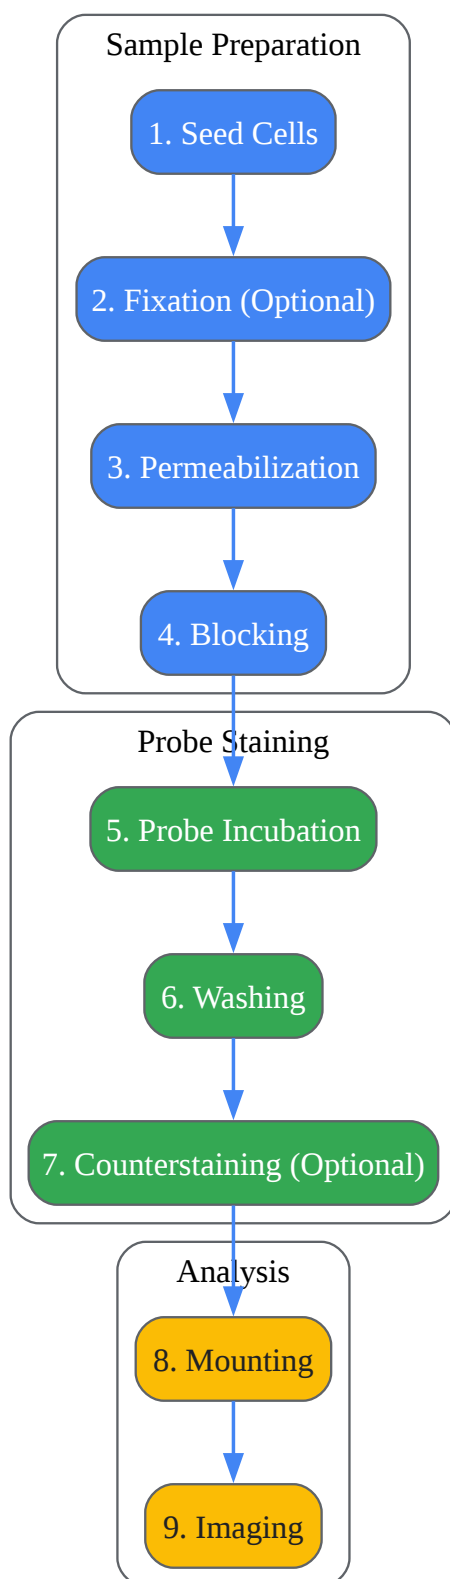 Sample Preparation
1. Seed Cells
2. Fixation (Optional)
3. Permeabilization
4. Blocking
Probe Staining
5. Probe Incubation
6. Washing
7. Counterstaining (Optional)
Analysis
8. Mounting
9. Imaging